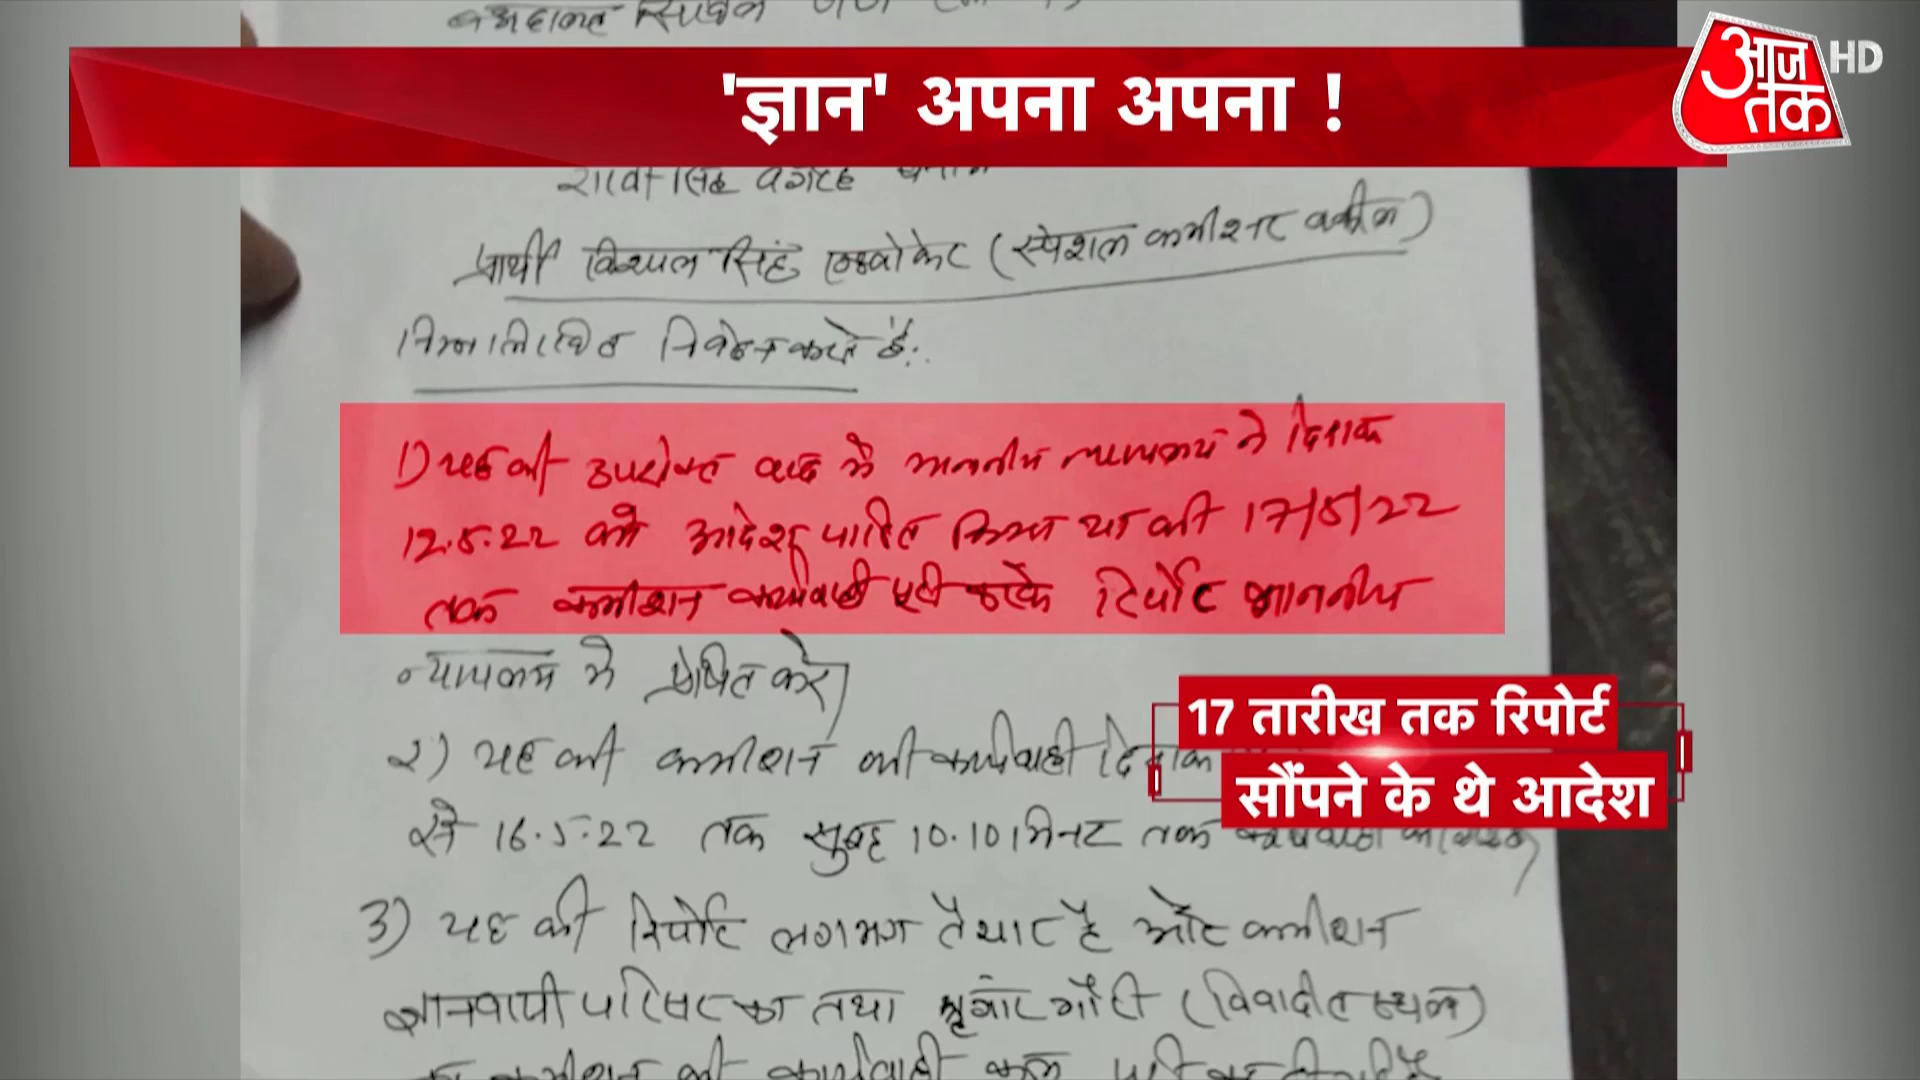 'ज्ञान' अपना अपना !
आज तक HD
प्रार्थी विशाल सिंह एडवोकेट (स्पेशल कमीशनर वकील)
निम्नलिखित निवेदन करते है:
1) यह की उपरोक्त वाद मे माननीय न्यायालय ने दिनांक
12.5.22 को आदेश पारित किया था की 17/5/22
तक कमीशन कार्यवाही पूरी करके रिर्पोट माननीय
न्यायालय मे प्रेषित करे
२) यह की कमीशन की कार्यवाही
से 16.5.22 तक सुबह 10.10 मिनट तक
3) यह की रिर्पोट लगभग तैयार है और कमीशन
ज्ञानवापी परिसर का तथा श्रृंगार गौरी (विवादीत स्थल)
17 तारीख तक रिपोर्ट
सौंपने के थे आदेश